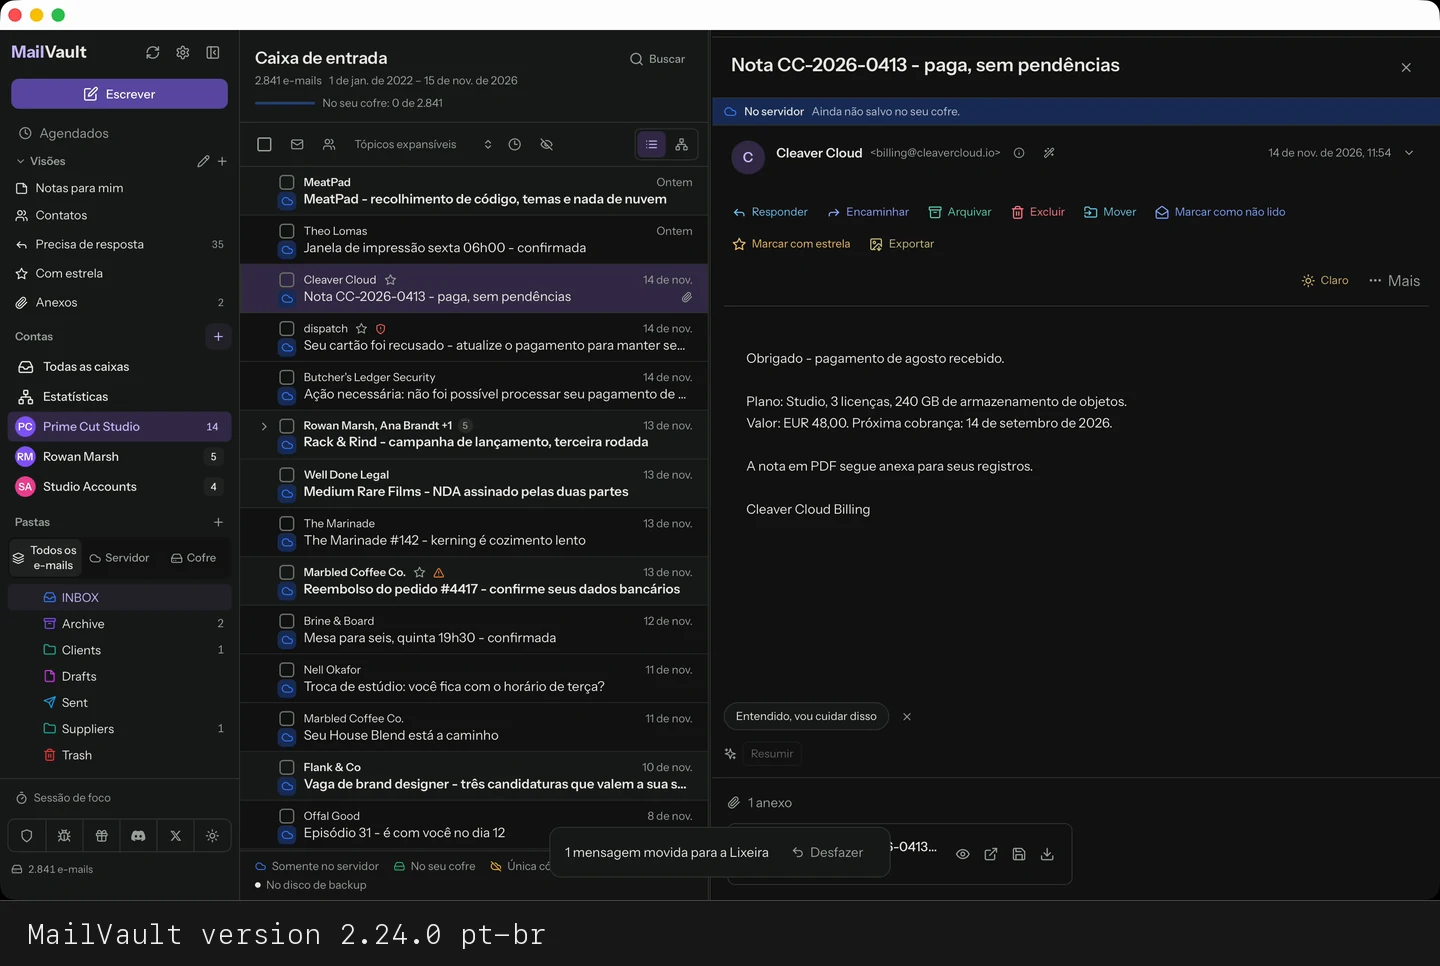 MailVault
Escrever
Agendados
Visões
Notas para mim
Contatos
Precisa de resposta 35
Com estrela
Anexos 2
Contas
Todas as caixas
Estatísticas
PC Prime Cut Studio 14
RM Rowan Marsh 5
SA Studio Accounts 4
Pastas
Todos os e-mails
Servidor
Cofre
INBOX
Archive 2
Clients 1
Drafts
Sent
Suppliers 1
Trash
Sessão de foco
2.841 e-mails
Caixa de entrada
Buscar
2.841 e-mails 1 de jan. de 2022 – 15 de nov. de 2026
No seu cofre: 0 de 2.841
Tópicos expansíveis
MeatPad Ontem
MeatPad - recolhimento de código, temas e nada de nuvem
Theo Lomas Ontem
Janela de impressão sexta 06h00 - confirmada
Cleaver Cloud 14 de nov.
Nota CC-2026-0413 - paga, sem pendências
dispatch 14 de nov.
Seu cartão foi recusado - atualize o pagamento para manter se...
Butcher's Ledger Security 14 de nov.
Ação necessária: não foi possível processar seu pagamento de ...
Rowan Marsh, Ana Brandt +1 5 13 de nov.
Rack & Rind - campanha de lançamento, terceira rodada
Well Done Legal 13 de nov.
Medium Rare Films - NDA assinado pelas duas partes
The Marinade 13 de nov.
The Marinade #142 - kerning é cozimento lento
Marbled Coffee Co. 13 de nov.
Reembolso do pedido #4417 - confirme seus dados bancários
Brine & Board 12 de nov.
Mesa para seis, quinta 19h30 - confirmada
Nell Okafor 11 de nov.
Troca de estúdio: você fica com o horário de terça?
Marbled Coffee Co. 11 de nov.
Seu House Blend está a caminho
Flank & Co 10 de nov.
Vaga de brand designer - três candidaturas que valem a sua s...
Offal Good 8 de nov.
Episódio 31 - é com você no dia 12
Somente no servidor No seu cofre Única
No disco de backup
Nota CC-2026-0413 - paga, sem pendências
No servidor Ainda não salvo no seu cofre.
C
Cleaver Cloud <billing@cleavercloud.io> 14 de nov. de 2026, 11:54
Responder Encaminhar Arquivar Excluir Mover Marcar como não lido
Marcar com estrela Exportar
Claro Mais
Obrigado - pagamento de agosto recebido.
Plano: Studio, 3 licenças, 240 GB de armazenamento de objetos.
Valor: EUR 48,00. Próxima cobrança: 14 de setembro de 2026.
A nota em PDF segue anexa para seus registros.
Cleaver Cloud Billing
Entendido, vou cuidar disso
Resumir
1 anexo
-0413...
1 mensagem movida para a Lixeira Desfazer
MailVault version 2.24.0 pt-br